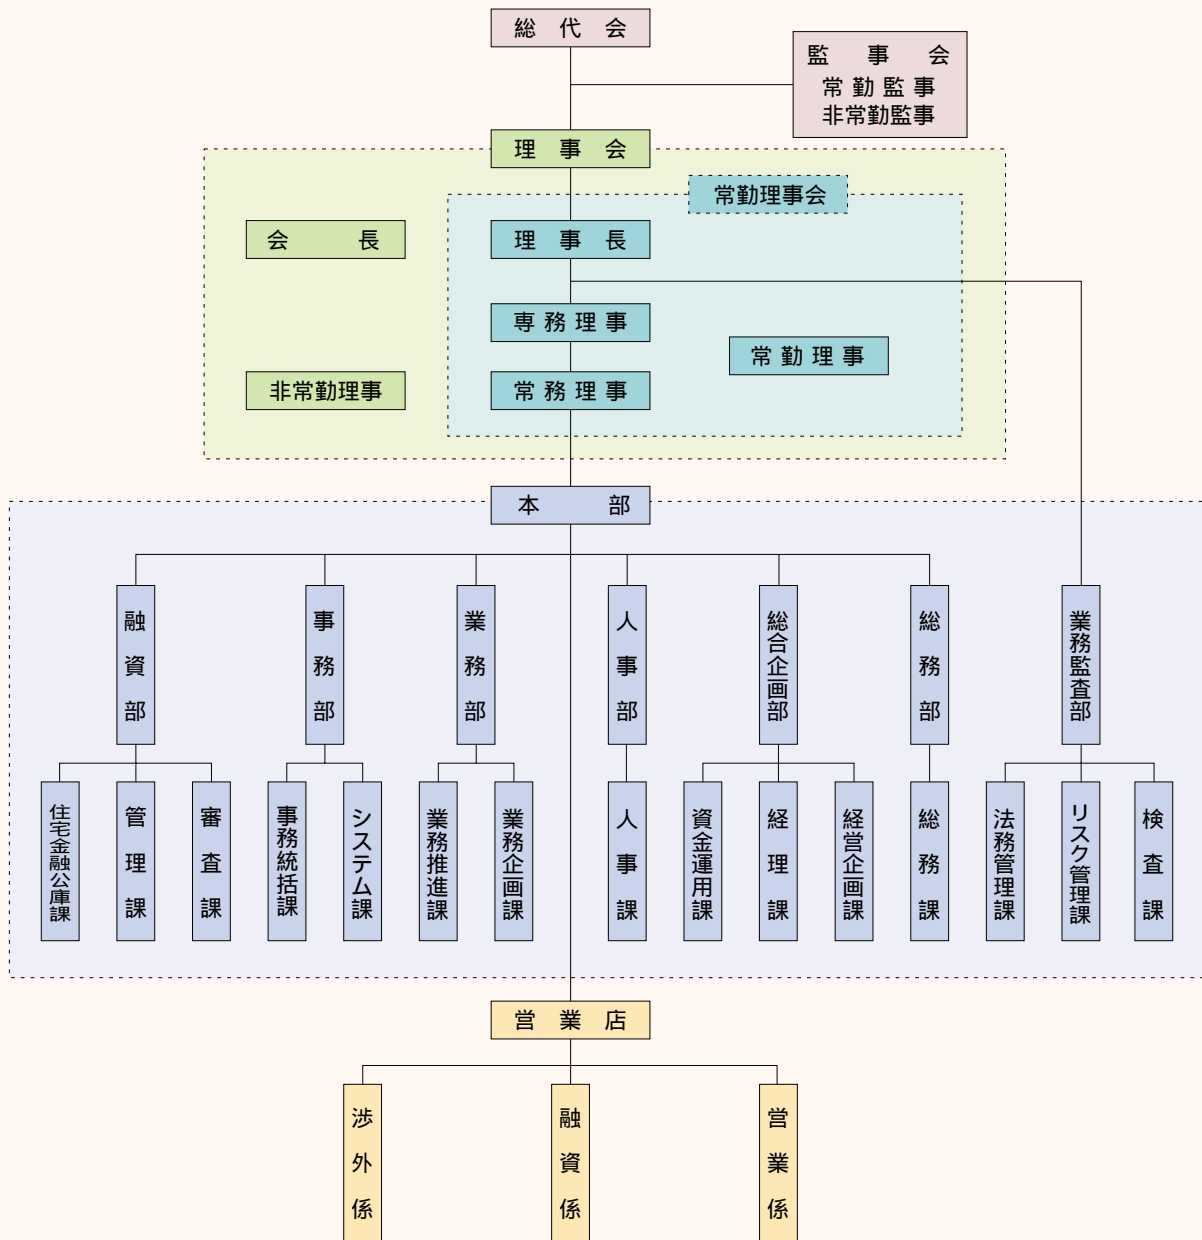 総代会
監事会
常勤監事
非常勤監事
理事会
常勤理事会
会長
理事長
専務理事
常勤理事
非常勤理事
常務理事
本部
融資部
事務部
業務部
人事部
総合企画部
総務部
業務監査部
住宅金融公庫課
管理課
審査課
事務統括課
システム課
業務推進課
業務企画課
人事課
資金運用課
経理課
経営企画課
総務課
法務管理課
リスク管理課
検査課
営業店
渉外係
融資係
営業係